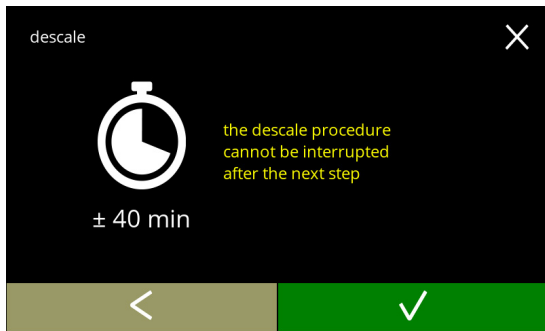 descale
the descale procedure
cannot be interrupted
after the next step
± 40 min